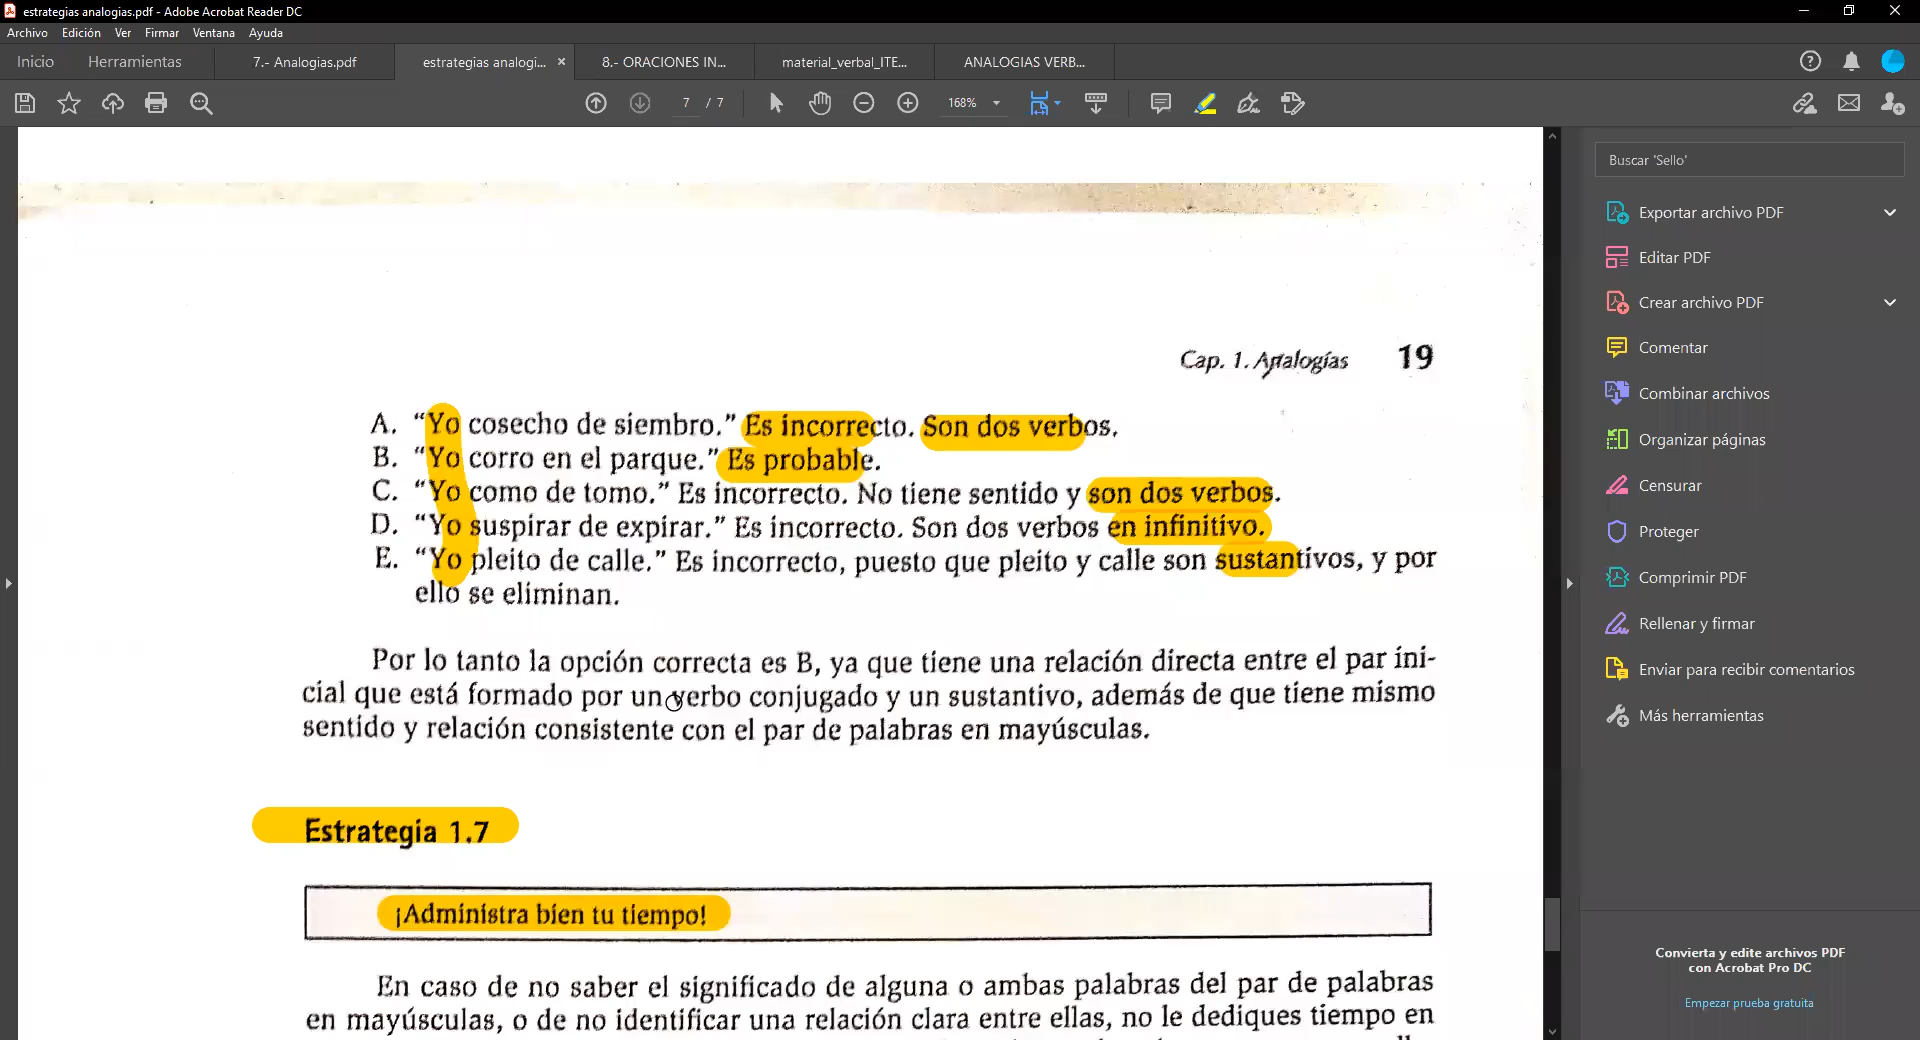 estrategias analogias.pdf - Adobe Acrobat Reader DC
Archivo Edición Ver Firmar Ventana Ayuda
Inicio Herramientas 7.- Analogias.pdf estrategias analogi... × 8.- ORACIONES IN... material_verbal_ITE... ANALOGIAS VERB...
7 / 7 168%
Buscar 'Sello'
Exportar archivo PDF
Editar PDF
Crear archivo PDF
Comentar
Combinar archivos
Organizar páginas
Censurar
Proteger
Comprimir PDF
Rellenar y firmar
Enviar para recibir comentarios
Más herramientas
Convierta y edite archivos PDF
con Acrobat Pro DC
Empezar prueba gratuita
Cap. 1. Analogías 19
A. “Yo cosecho de siembro.” Es incorrecto. Son dos verbos.
B. “Yo corro en el parque.” Es probable.
C. “Yo como de tomo.” Es incorrecto. No tiene sentido y son dos verbos.
D. “Yo suspirar de expirar.” Es incorrecto. Son dos verbos en infinitivo.
E. “Yo pleito de calle.” Es incorrecto, puesto que pleito y calle son sustantivos, y por
ello se eliminan.
Por lo tanto la opción correcta es B, ya que tiene una relación directa entre el par ini-
cial que está formado por un verbo conjugado y un sustantivo, además de que tiene mismo
sentido y relación consistente con el par de palabras en mayúsculas.
Estrategia 1.7
¡Administra bien tu tiempo!
En caso de no saber el significado de alguna o ambas palabras del par de palabras
en mayúsculas, o de no identificar una relación clara entre ellas, no le dediques tiempo en